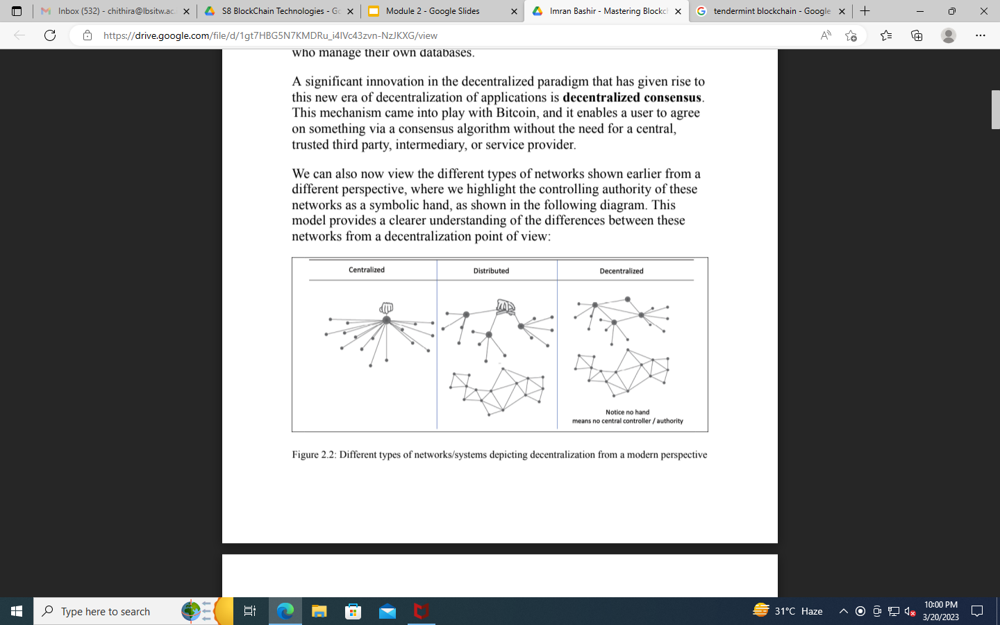 Inbox (532) - chithira@lbsitw.ac.
S8 BlockChain Technologies - Go
Module 2 - Google Slides
Imran Bashir - Mastering Blockc
tendermint blockchain - Google
https://drive.google.com/file/d/1gt7HBG5N7KMDRu_i4lVc43zvn-NzJKXG/view
who manage their own databases.
A significant innovation in the decentralized paradigm that has given rise to
this new era of decentralization of applications is decentralized consensus.
This mechanism came into play with Bitcoin, and it enables a user to agree
on something via a consensus algorithm without the need for a central,
trusted third party, intermediary, or service provider.
We can also now view the different types of networks shown earlier from a
different perspective, where we highlight the controlling authority of these
networks as a symbolic hand, as shown in the following diagram. This
model provides a clearer understanding of the differences between these
networks from a decentralization point of view:
Centralized
Distributed
Decentralized
Notice no hand
means no central controller / authority
Figure 2.2: Different types of networks/systems depicting decentralization from a modern perspective
Type here to search
31°C Haze
10:00 PM
3/20/2023